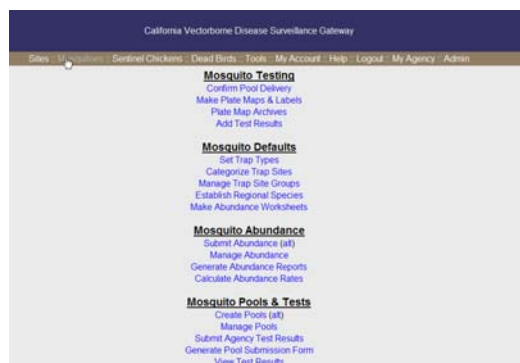 California Vectorborne Disease Surveillance Gateway
Sites :: Mosquitoes :: Sentinel Chickens :: Dead Birds :: Tools :: My Account :: Help :: Logout :: My Agency :: Admin
Mosquito Testing
Confirm Pool Delivery
Make Plate Maps & Labels
Plate Map Archives
Add Test Results
Mosquito Defaults
Set Trap Types
Categorize Trap Sites
Manage Trap Site Groups
Establish Regional Species
Make Abundance Worksheets
Mosquito Abundance
Submit Abundance (alt)
Manage Abundance
Generate Abundance Reports
Calculate Abundance Rates
Mosquito Pools & Tests
Create Pools (alt)
Manage Pools
Submit Agency Test Results
Generate Pool Submission Form
View Test Results